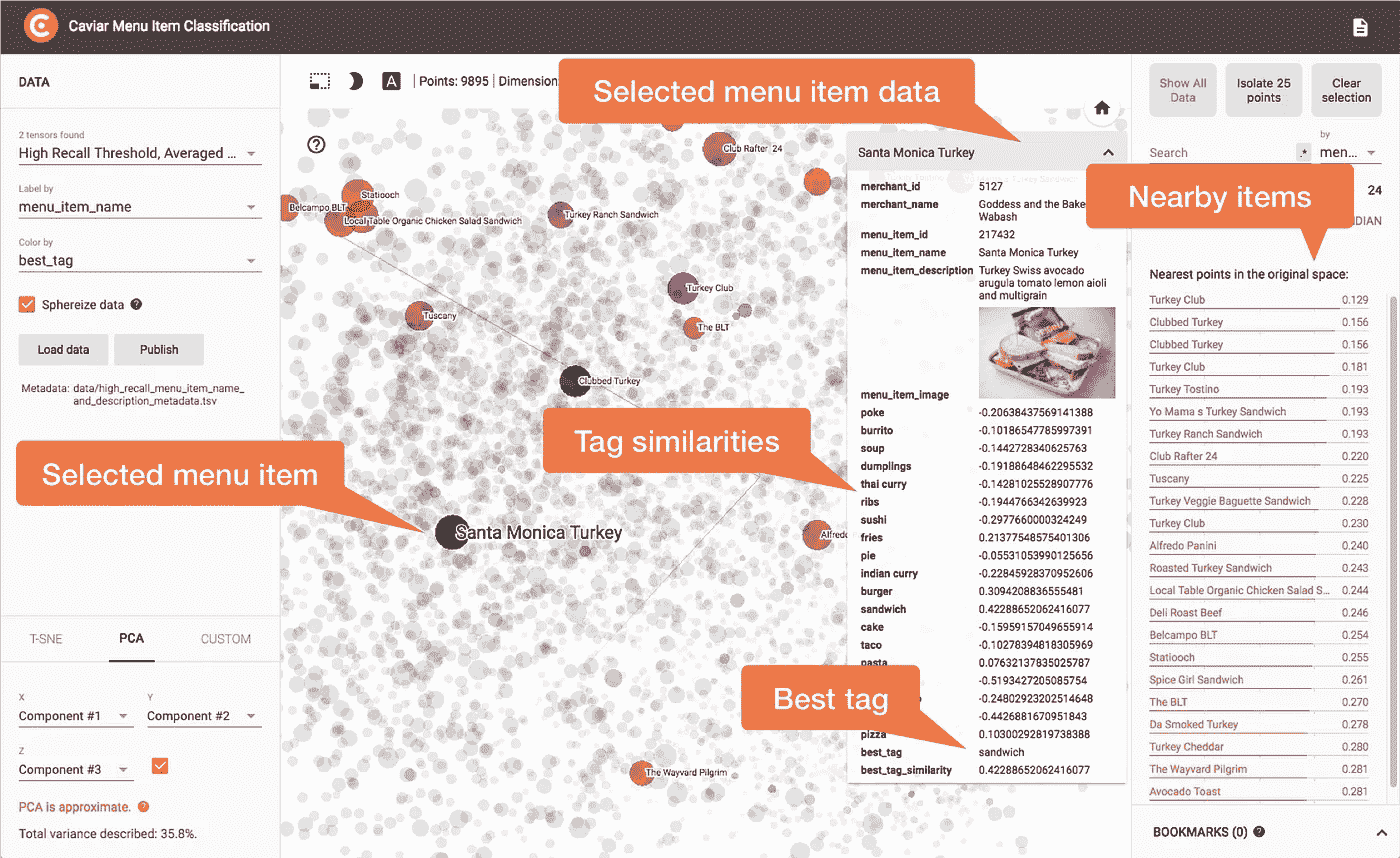 Caviar Menu Item Classification
DATA
2 tensors found
High Recall Threshold, Averaged ...
Label by
menu_item_name
Color by
best_tag
Sphereize data
Load data
Publish
Metadata: data/high_recall_menu_item_name_
and_description_metadata.tsv
Selected menu item
T-SNE
PCA
CUSTOM
X
Component #1
Y
Component #2
Z
Component #3
PCA is approximate.
Total variance described: 35.8%.
A
Points: 9895
Dimension
Selected menu item data
Club Rafter 24
Statiooch
Belcampo BLT
Local Table Organic Chicken Salad Sandwich
Turkey Ranch Sandwich
Turkey Club
Tuscany
The BLT
Clubbed Turkey
Tag similarities
Santa Monica Turkey
Alfredo
Best tag
The Wayvard Pilgrim
Santa Monica Turkey
merchant_id 5127
merchant_name Goddess and the Bake
Wabash
menu_item_id 217432
menu_item_name Santa Monica Turkey
menu_item_description Turkey Swiss avocado
arugula tomato lemon aioli
and multigrain
menu_item_image
poke -0.20638437569141388
burrito -0.10186547785997391
soup -0.1442728340625763
dumplings -0.19188648462295532
thai curry -0.14281025528907776
ribs -0.1944766342639923
sushi -0.2977660000324249
fries 0.21377548575401306
pie -0.05531053990125656
indian curry -0.22845928370952606
burger 0.3094208836555481
sandwich 0.42288652062416077
cake -0.15959157049655914
taco -0.10278394818305969
pasta 0.07632137835025787
-0.5193427205085754
-0.24802923202514648
-0.4426881670951843
pizza 0.10300292819738388
best_tag sandwich
best_tag_similarity 0.42288652062416077
Show All
Data
Isolate 25
points
Clear
selection
Search
.*
by
men...
Nearby items
24
DIAN
Nearest points in the original space:
Turkey Club 0.129
Clubbed Turkey 0.156
Clubbed Turkey 0.156
Turkey Club 0.181
Turkey Tostino 0.193
Yo Mama s Turkey Sandwich 0.193
Turkey Ranch Sandwich 0.193
Club Rafter 24 0.220
Tuscany 0.225
Turkey Veggie Baguette Sandwich 0.228
Turkey Club 0.230
Alfredo Panini 0.240
Roasted Turkey Sandwich 0.243
Local Table Organic Chicken Salad S... 0.244
Deli Roast Beef 0.246
Belcampo BLT 0.254
Statiooch 0.255
Spice Girl Sandwich 0.261
The BLT 0.270
Da Smoked Turkey 0.278
Turkey Cheddar 0.280
The Wayvard Pilgrim 0.281
Avocado Toast 0.281
BOOKMARKS (0)